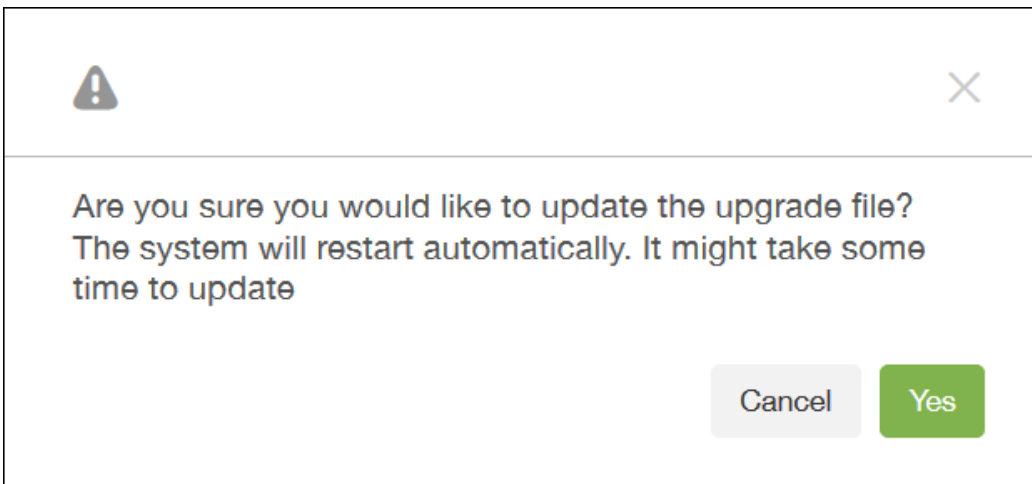 Are you sure you would like to update the upgrade file?
The system will restart automatically. It might take some
time to update
Cancel
Yes